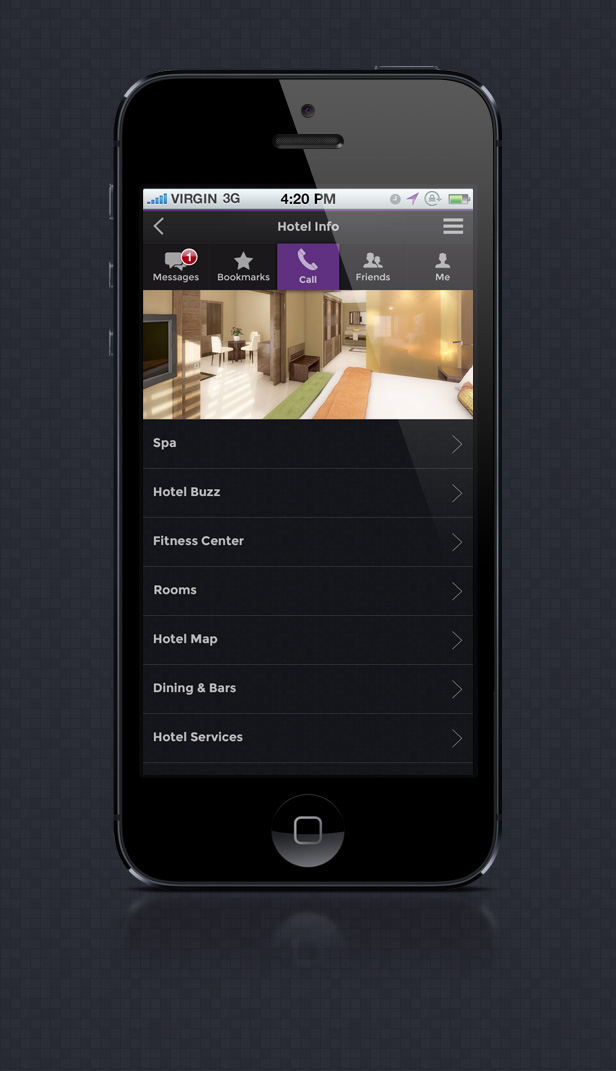 VIRGIN 3G 4:20 PM
Hotel Info
1
Messages Bookmarks Call Friends Me
Spa
Hotel Buzz
Fitness Center
Rooms
Hotel Map
Dining & Bars
Hotel Services